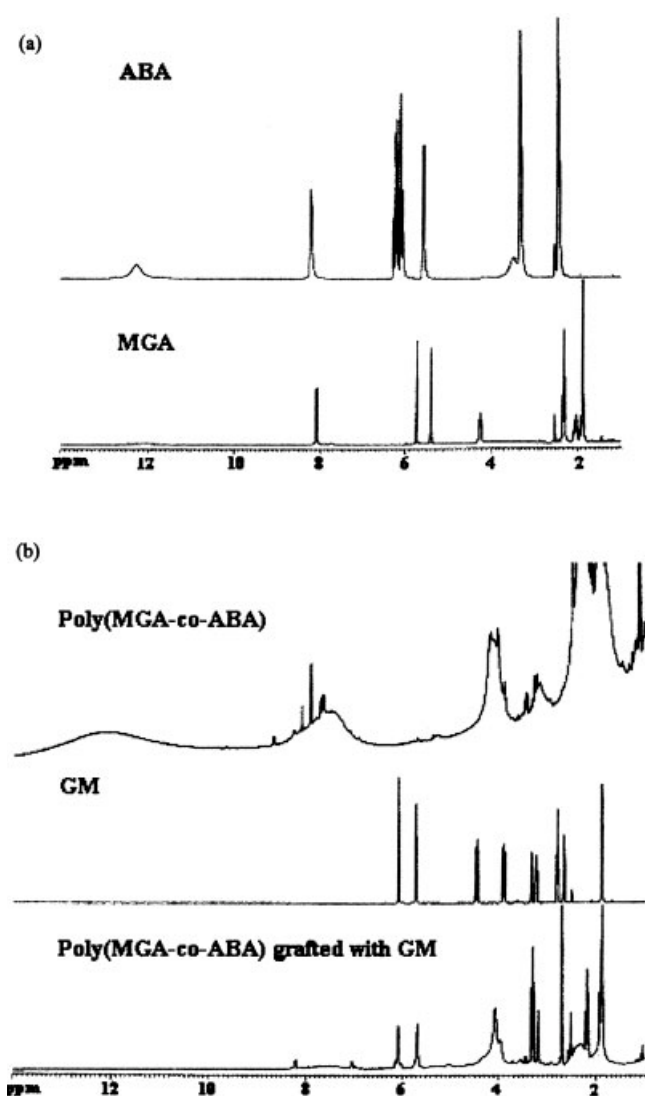 (a)
ABA
MGA
ppm 12 10 8 6 4 2
(b)
Poly(MGA-co-ABA)
GM
Poly(MGA-co-ABA) grafted with GM
ppm 12 10 8 6 4 2